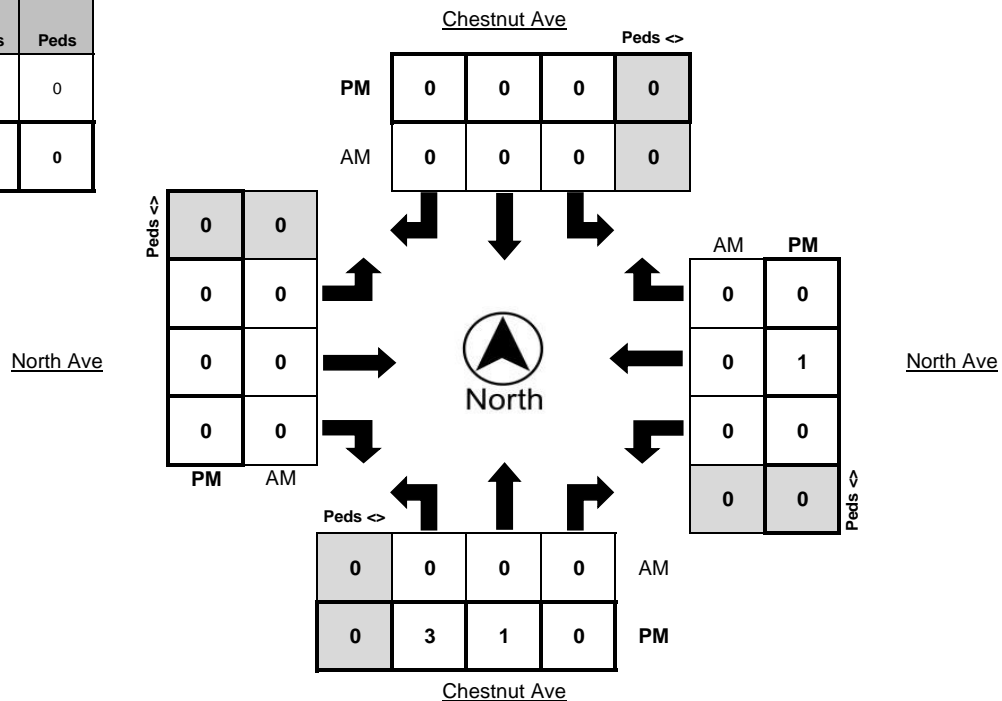 Chestnut Ave
Peds
Peds <>
0
PM 0 0 0 0
0
AM 0 0 0 0
Peds <>
0 0
AM PM
0 0
0 0
North Ave
0 0
North
0 1
North Ave
0 0
0 0
PM AM
0 0
Peds <>
Peds <>
0 0 0 0 AM
0 3 1 0 PM
Chestnut Ave